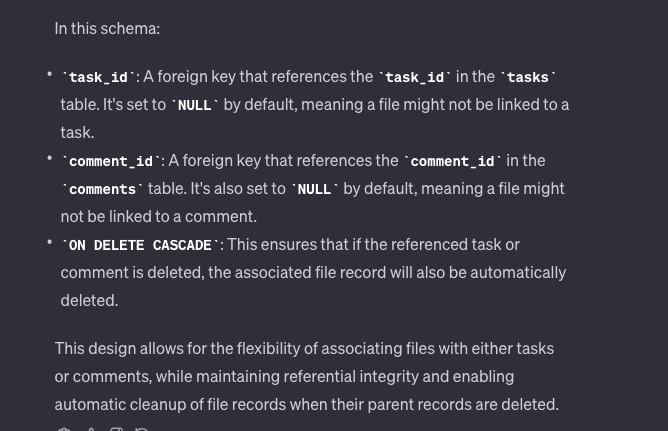 In this schema:
• `task_id`: A foreign key that references the `task_id` in the `tasks`
table. It's set to `NULL` by default, meaning a file might not be linked to a
task.
• `comment_id`: A foreign key that references the `comment_id` in the
`comments` table. It's also set to `NULL` by default, meaning a file might
not be linked to a comment.
• `ON DELETE CASCADE`: This ensures that if the referenced task or
comment is deleted, the associated file record will also be automatically
deleted.
This design allows for the flexibility of associating files with either tasks
or comments, while maintaining referential integrity and enabling
automatic cleanup of file records when their parent records are deleted.